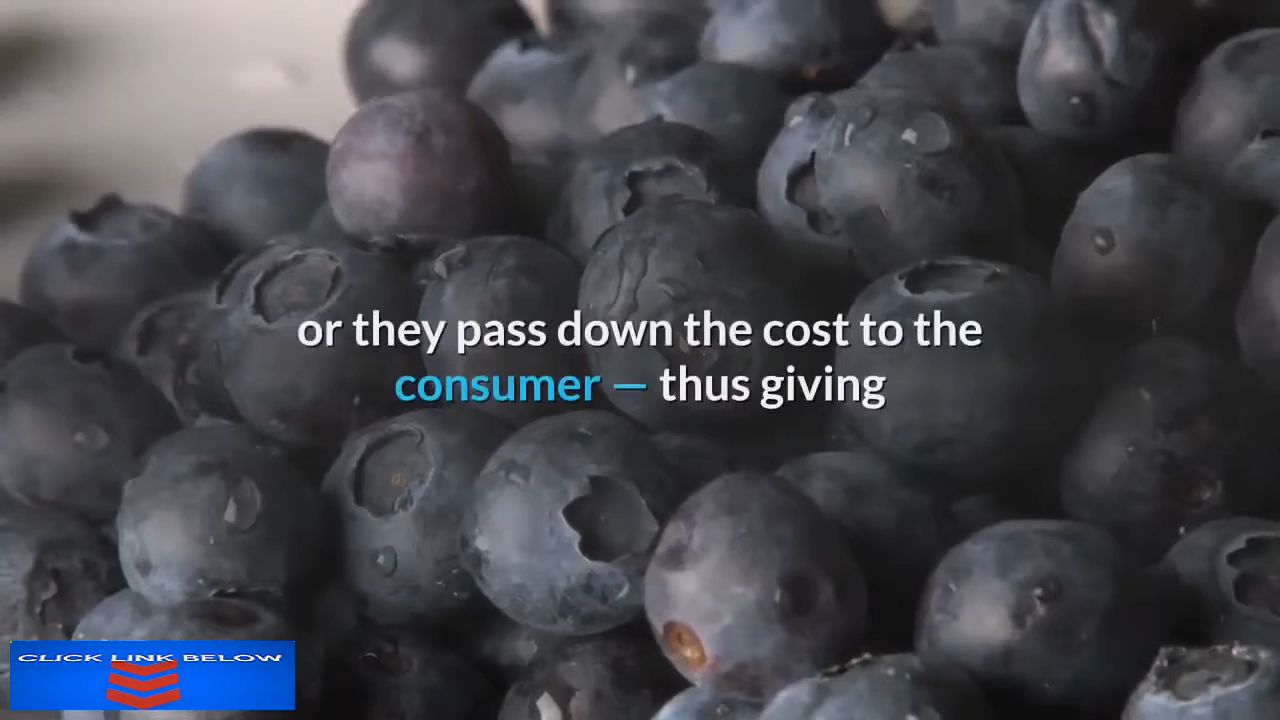 or they pass down the cost to the
consumer — thus giving
CLICK LINK BELOW